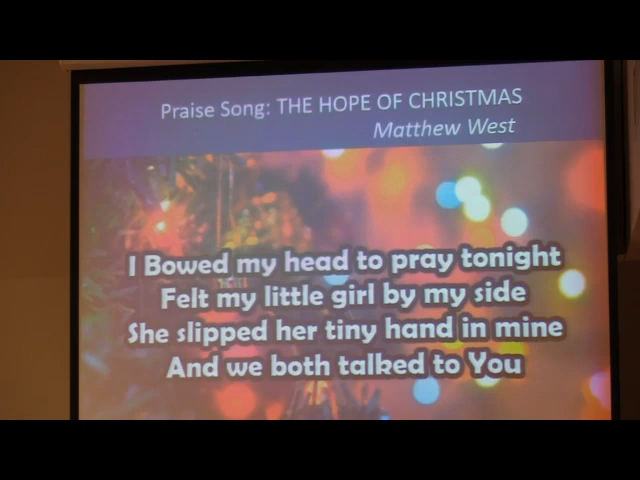 Praise Song: THE HOPE OF CHRISTMAS
Matthew West
I Bowed my head to pray tonight
Felt my little girl by my side
She slipped her tiny hand in mine
And we both talked to You